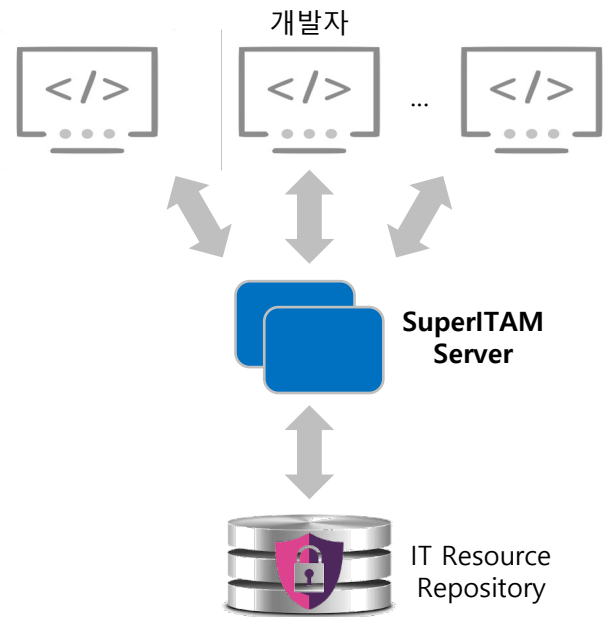 개발자
</>
</>
...
</>
SuperITAM
Server
IT Resource
Repository